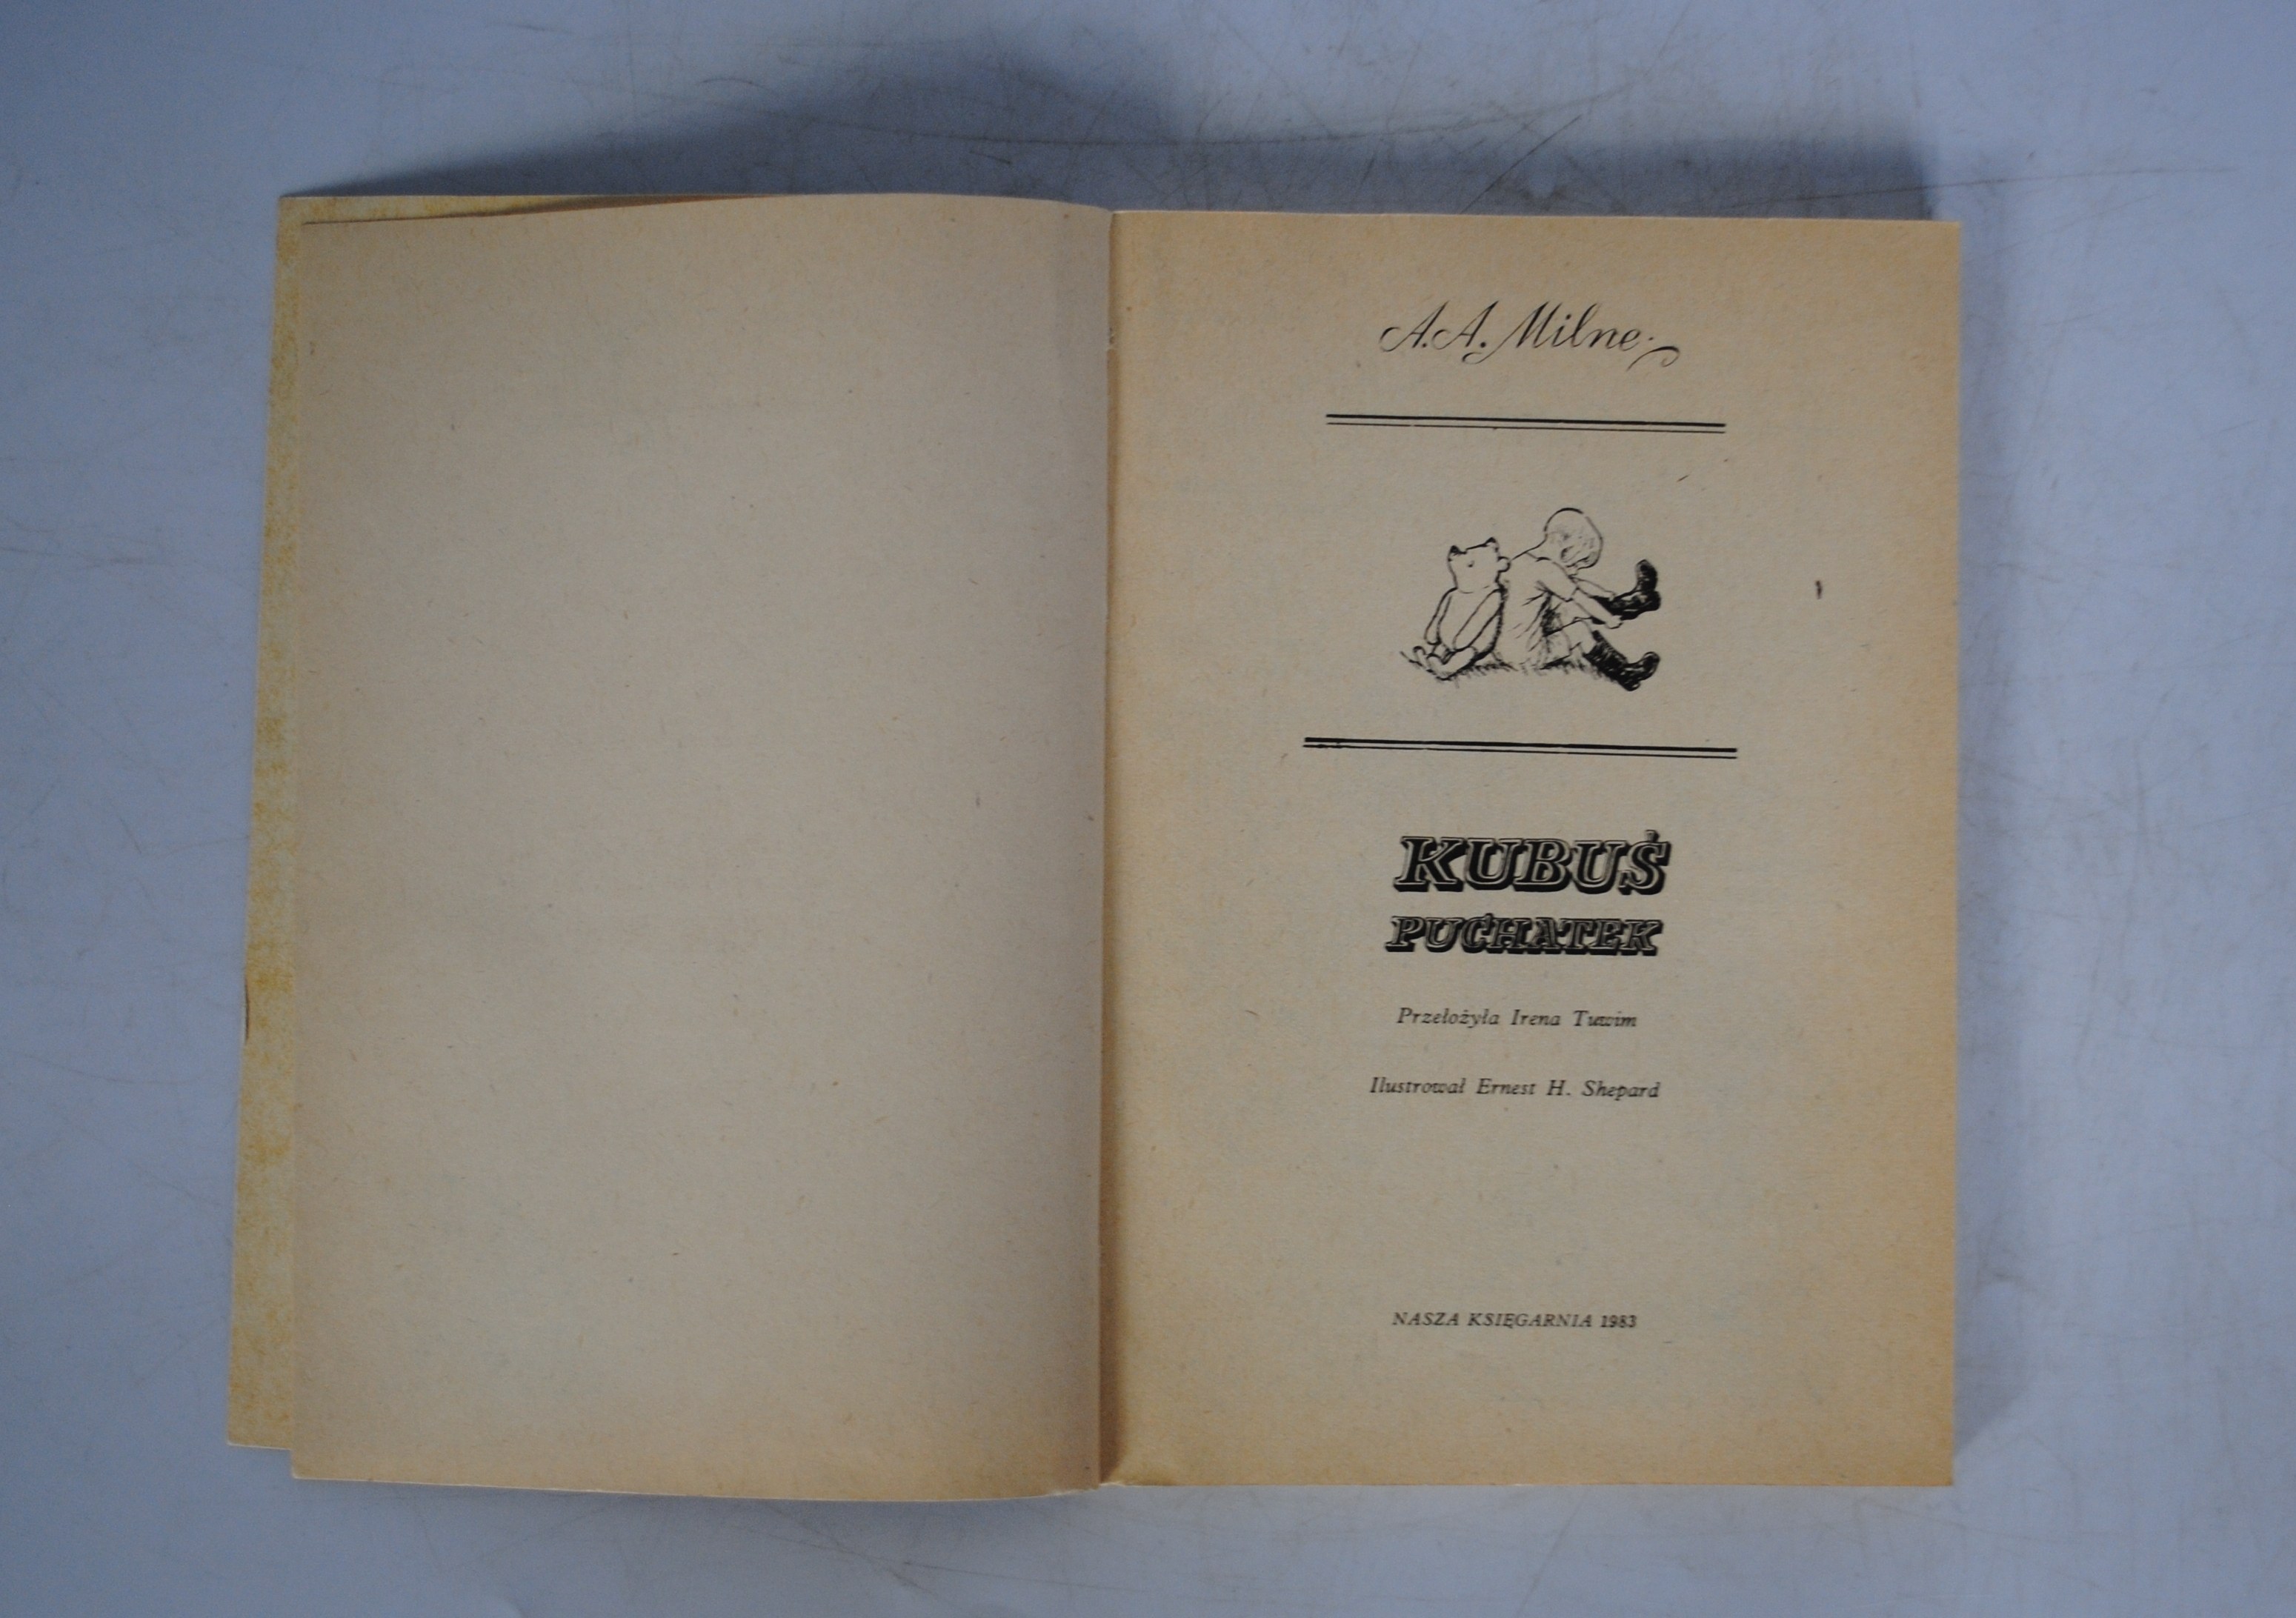 A. A. Milne
KUBUŚ
PUCHATEK
Przełożyła Irena Tuwim
Ilustrował Ernest H. Shepard
NASZA KSIĘGARNIA 1983